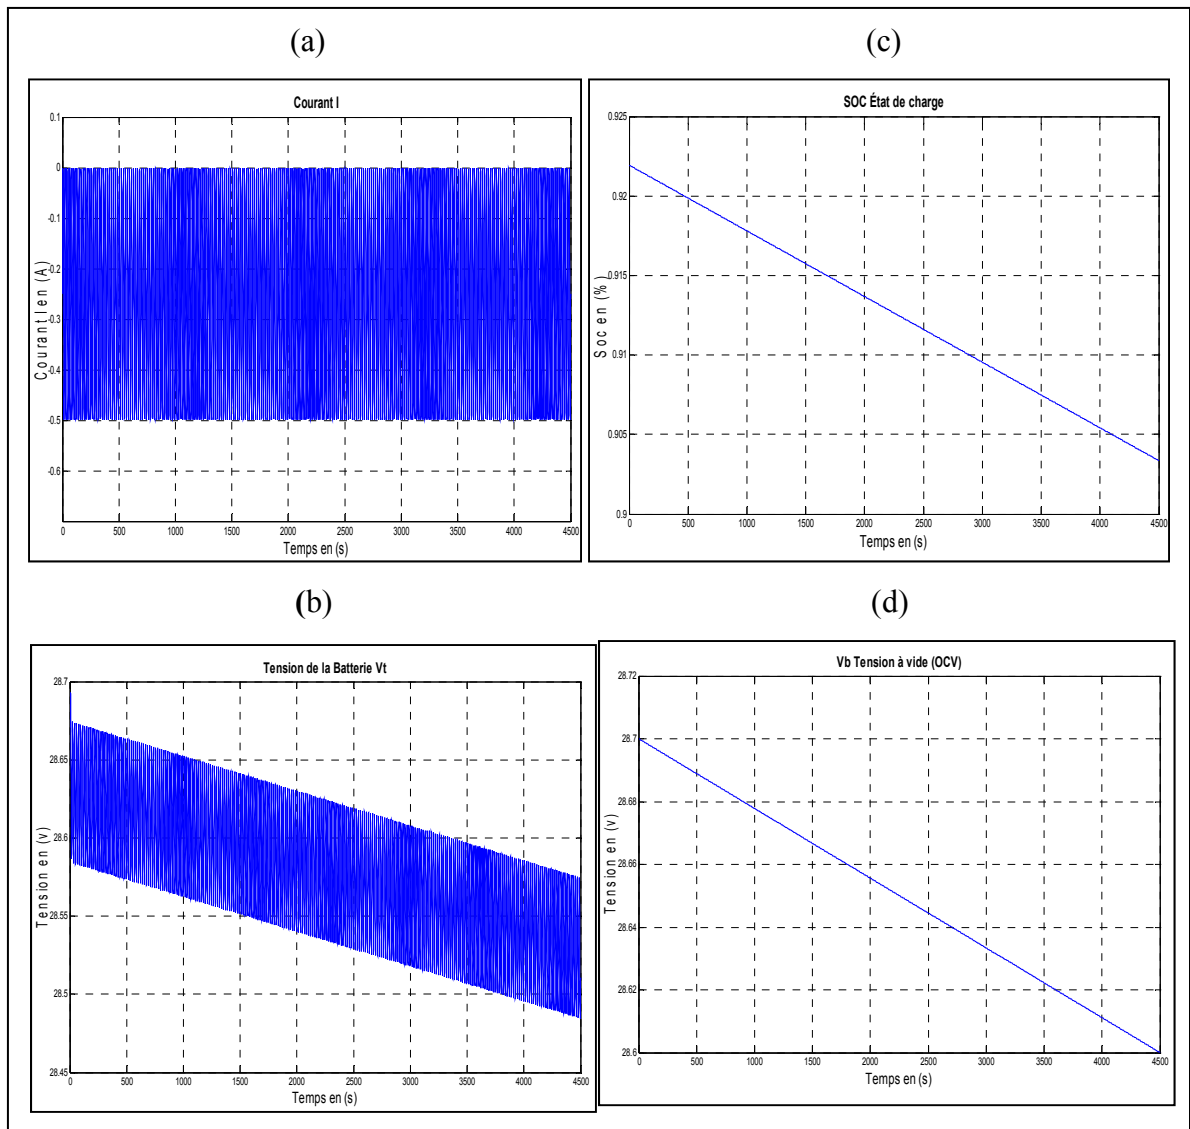 (a)
(c)
Courant I
0.1
0
-0.1
-0.2
-0.3
-0.4
-0.5
-0.6
Courant I en (A)
0 500 1000 1500 2000 2500 3000 3500 4000 4500
Temps en (s)
SOC État de charge
0.925
0.92
0.915
0.91
0.905
0.9
Soc en (%)
0 500 1000 1500 2000 2500 3000 3500 4000 4500
Temps en (s)
(b)
(d)
Tension de la Batterie Vt
28.7
28.65
28.6
28.55
28.5
28.45
Tension en (v)
0 500 1000 1500 2000 2500 3000 3500 4000 4500
Temps en (s)
Vb Tension à vide (OCV)
28.72
28.7
28.68
28.66
28.64
28.62
28.6
Tension en (v)
0 500 1000 1500 2000 2500 3000 3500 4000 4500
Temps en (s)